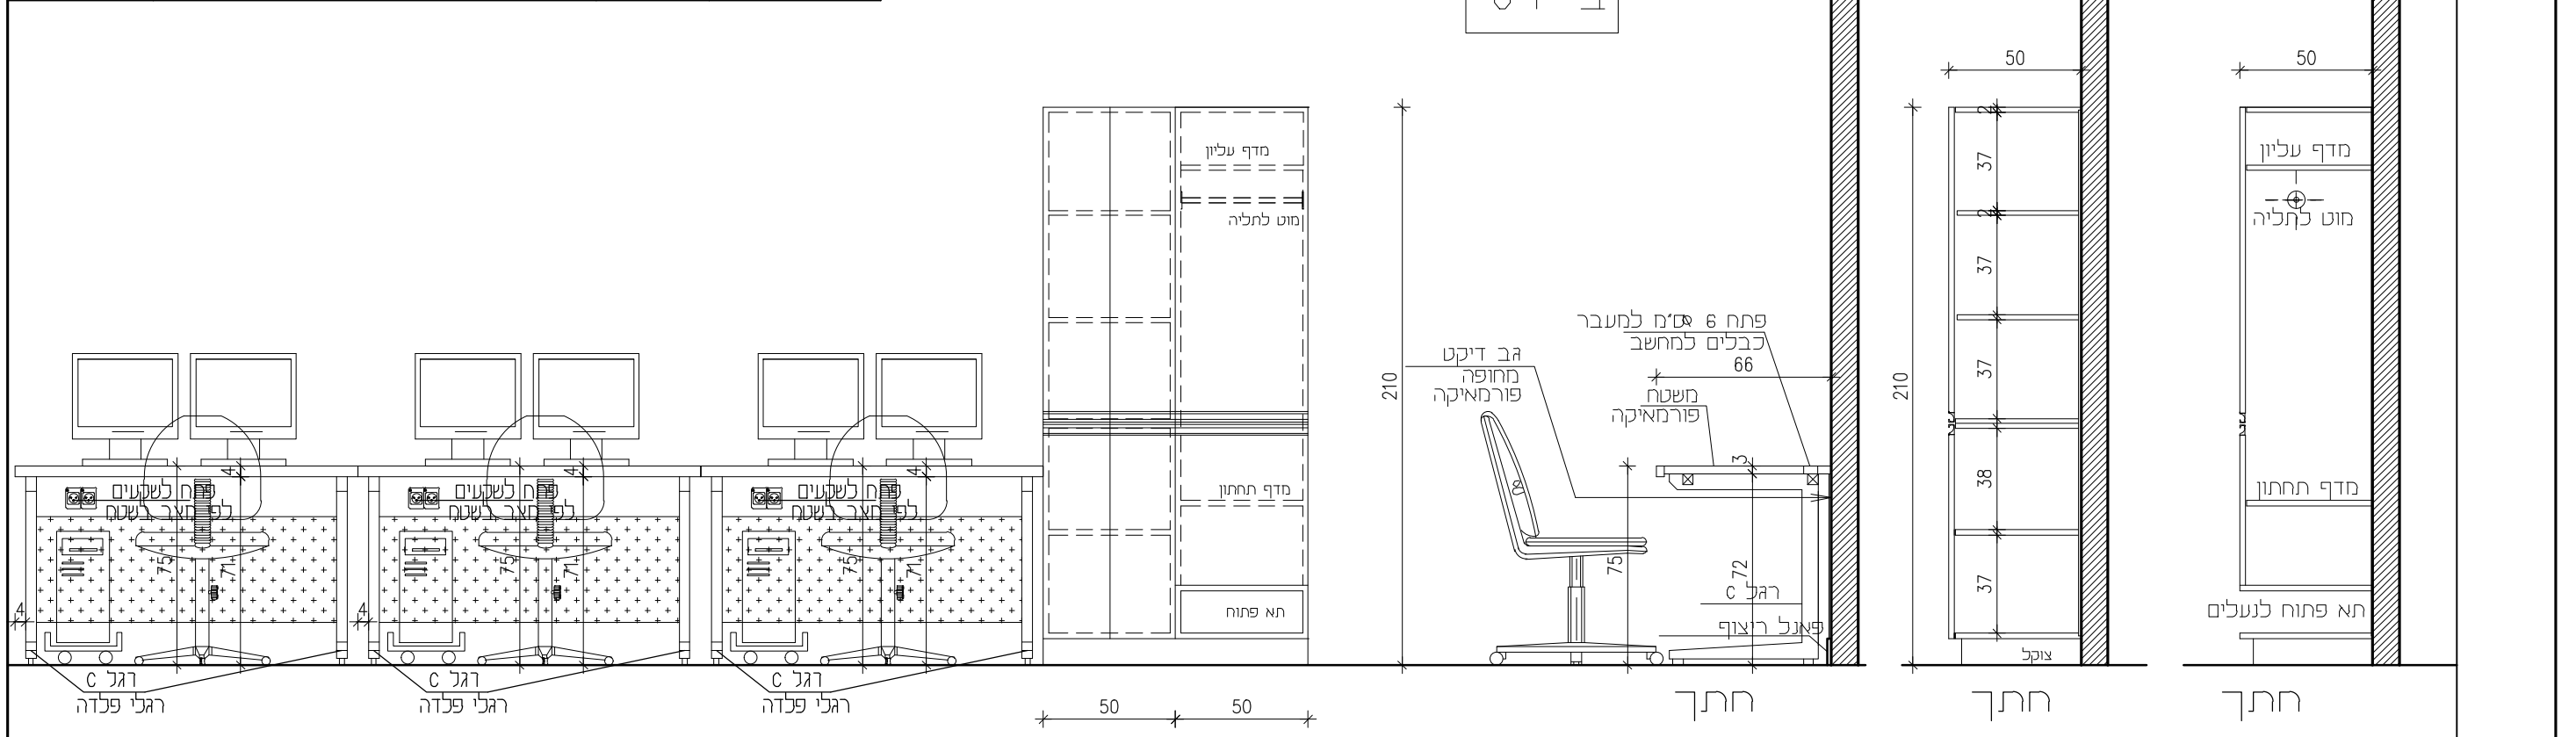 פתח לשקעים
לפי מצב בשטח
4
75
71
4
רגל C
רגלי פלדה
פתח לשקעים
לפי מצב בשטח
4
75
71
4
רגל C
רגלי פלדה
פתח לשקעים
לפי מצב בשטח
4
75
71
רגל C
רגלי פלדה
מדף עליון
מוט לתליה
מדף תחתון
תא פתוח
50
50
210
גב דיקט
מחופה
פורמאיקה
פתח 6 ס"מ למעבר
כבלים למחשב
66
משטח
פורמאיקה
3
75
72
רגל C
פאנל ריצוף
חתך
50
210
2
37
2
37
37
38
37
צוקל
חתך
50
מדף עליון
מוט לתליה
מדף תחתון
תא פתוח לנעלים
חתך